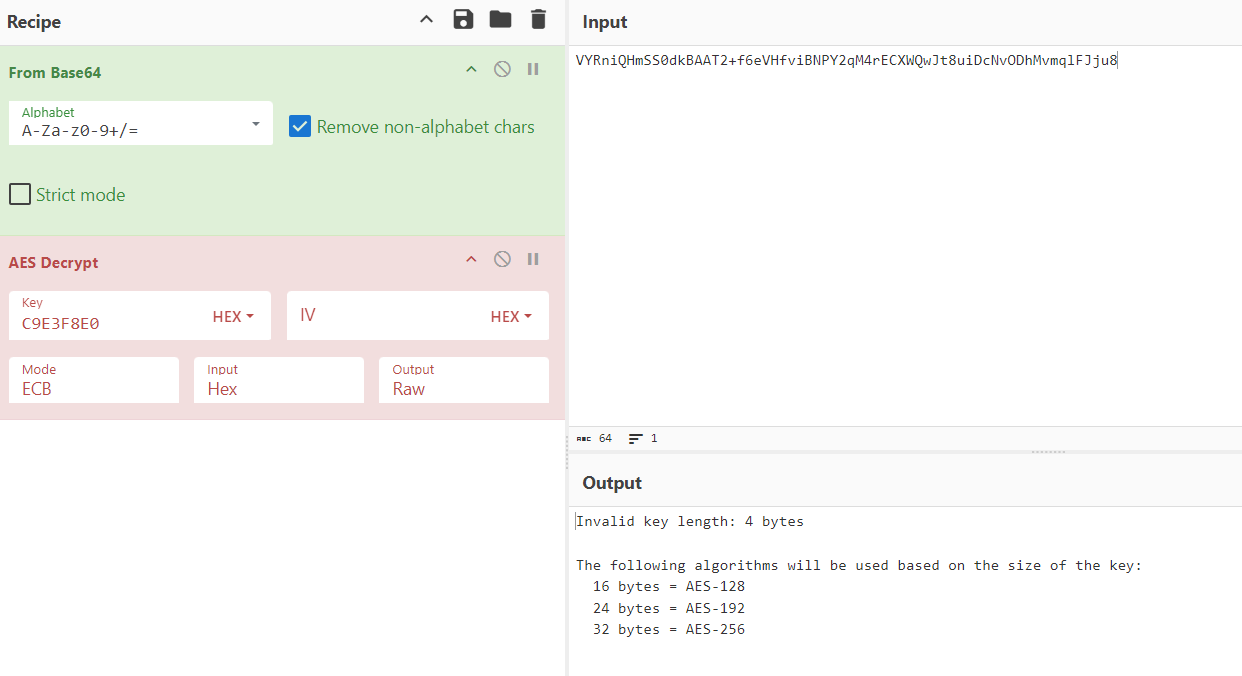 Recipe
From Base64
Alphabet
A-Za-z0-9+/=
Remove non-alphabet chars
Strict mode
AES Decrypt
Key
C9E3F8E0
HEX
IV
HEX
Mode
ECB
Input
Hex
Output
Raw
Input
VYRniQHmSS0dkBAAT2+f6eVHfviBNPY2qM4rECXWQwJt8uiDcNvODhMvmqlFJju8
ABC 64 1
Output
Invalid key length: 4 bytes
The following algorithms will be used based on the size of the key:
16 bytes = AES-128
24 bytes = AES-192
32 bytes = AES-256